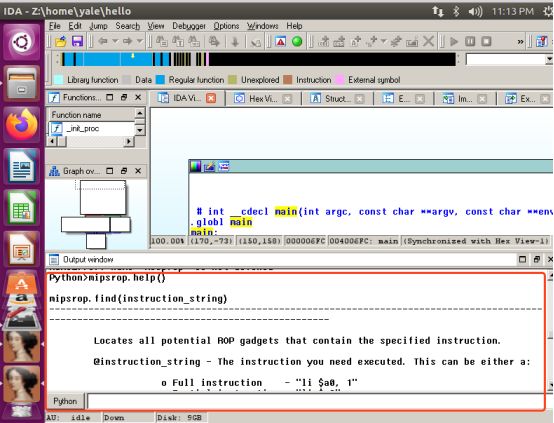 IDA - Z:\home\yale\hello
11:13 PM
File Edit Jump Search View Debugger Options Windows Help
Library function Data Regular function Unexplored Instruction External symbol
Functions...
IDA Vi... Hex Vi... Struct... E... Im... Ex...
Function name
_init_proc
Graph ov...
# int __cdecl main(int argc, const char **argv, const char **env
.globl main
main:
100.00% (170,-73) (151,158) 000006FC 004006FC: main (Synchronized with Hex View-1)
Output window
Python>mipsrop.help()
mipsrop.find(instruction_string)
--------------------------------------------------------------------------------
---------------------------------------------
Locates all potential ROP gadgets that contain the specified instruction.
@instruction_string - The instruction you need executed. This can be either a:
o Full instruction - "li $a0, 1"
Python
AU: idle Down Disk: 9GB